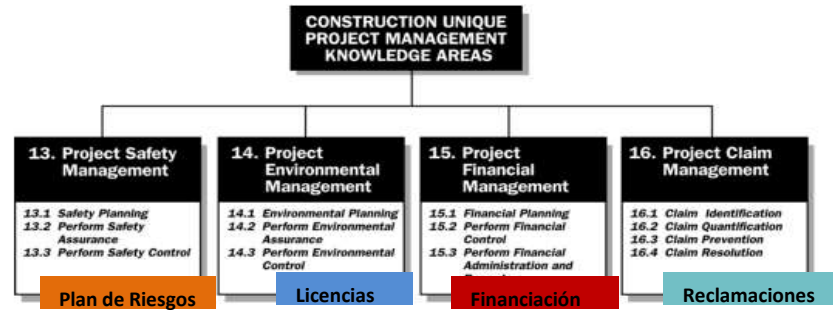 CONSTRUCTION UNIQUE
PROJECT MANAGEMENT
KNOWLEDGE AREAS
13. Project Safety
Management
13.1 Safety Planning
13.2 Perform Safety
Assurance
13.3 Perform Safety Control
Plan de Riesgos
14. Project
Environmental
Management
14.1 Environmental Planning
14.2 Perform Environmental
Assurance
14.3 Perform Environmental
Control
Licencias
15. Project
Financial
Management
15.1 Financial Planning
15.2 Perform Financial
Control
15.3 Perform Financial
Administration and
Financiación
16. Project Claim
Management
16.1 Claim Identification
16.2 Claim Quantification
16.3 Claim Prevention
16.4 Claim Resolution
Reclamaciones